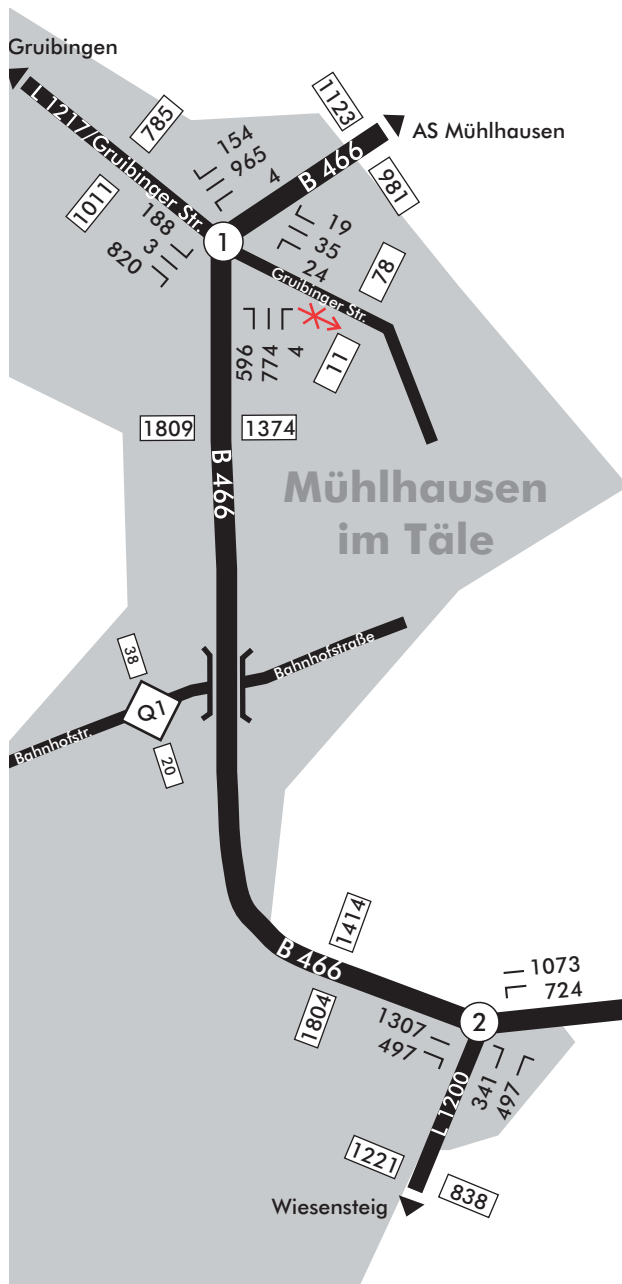 Gruibingen
L 1217/Gruibinger Str.
785
1011
1123
AS Mühlhausen
B 466
981
154
965
4
188
3
820
1
19
35
24
Gruibinger Str.
78
11
596
774
4
1809
1374
B 466
Mühlhausen
im Täle
38
Q1
20
Bahnhofstraße
Bahnhofstr.
1414
B 466
1804
1073
724
1307
497
2
341
497
L 1200
1221
838
Wiesensteig